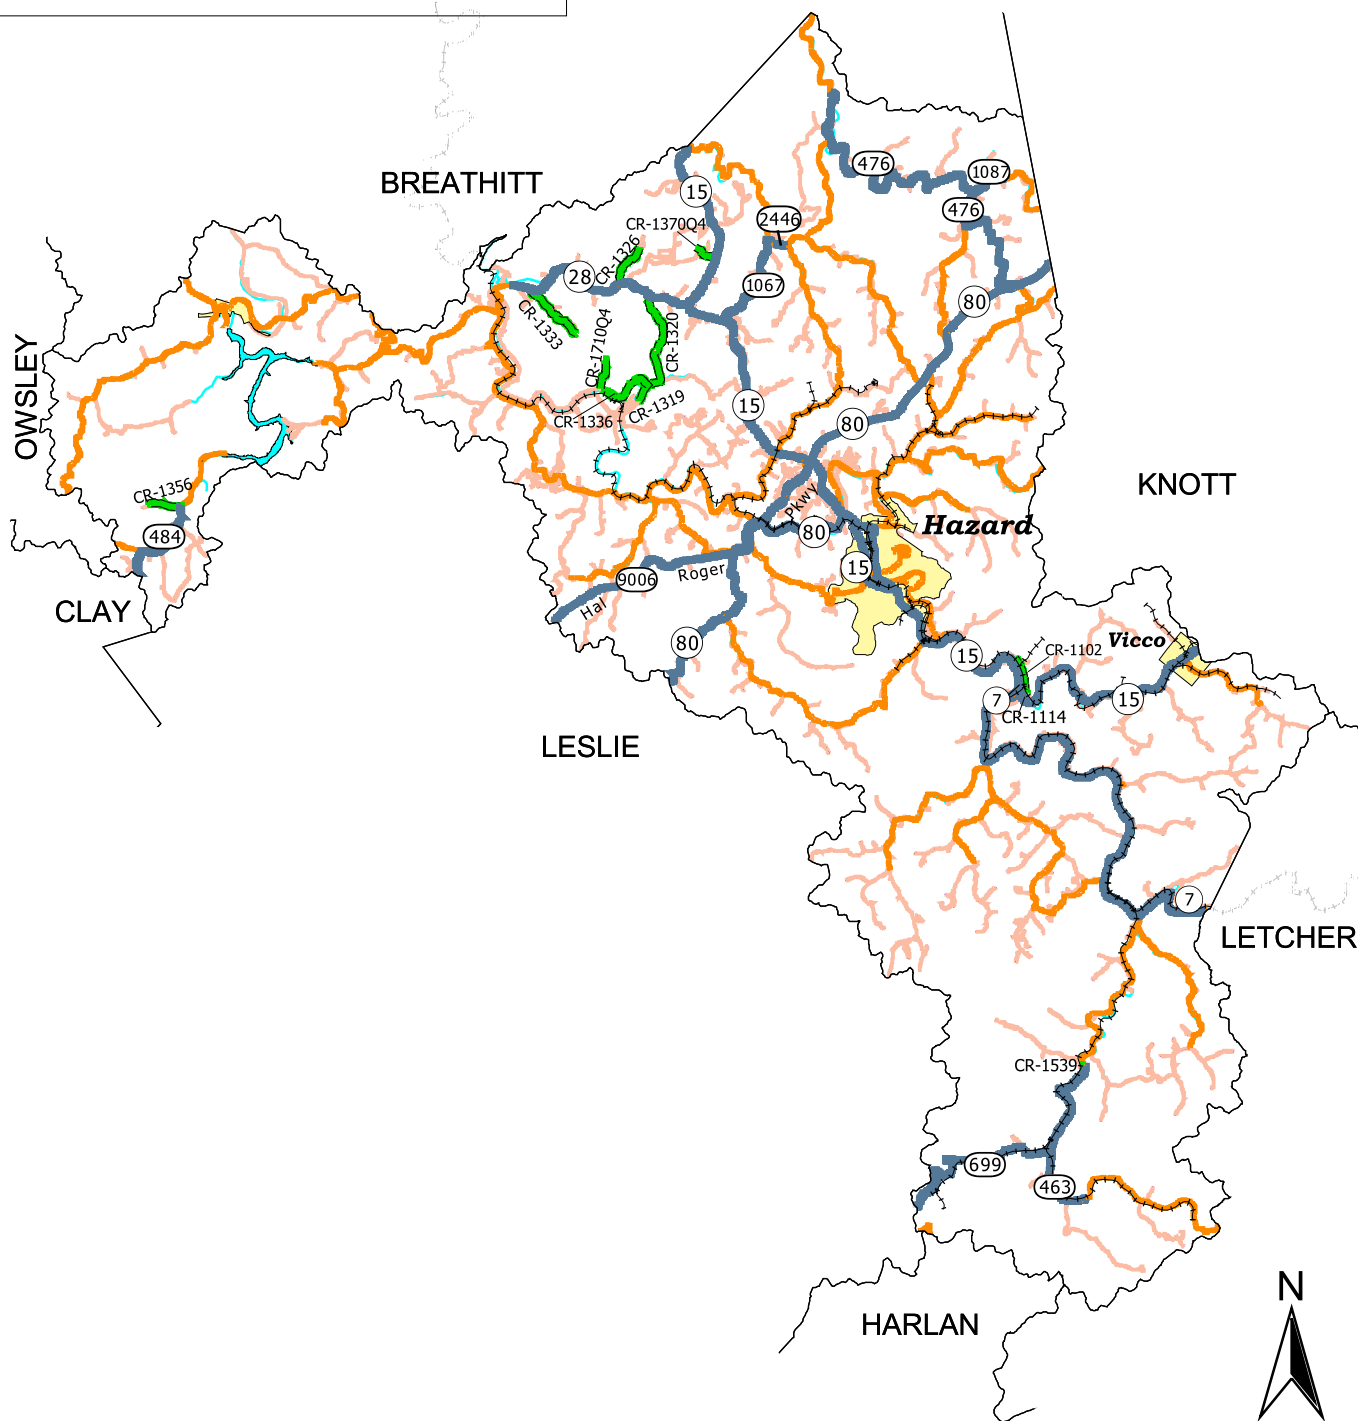 BREATHITT
476
1087
15
476
2446
CR-1370Q4
CR-1326
28
1067
80
CR-1333
CR-1710Q4
CR-1320
OWSLEY
CR-1319
15
CR-1336
80
CR-1356
KNOTT
Pkwy
Hazard
484
80
15
9006
Roger
Hal
CLAY
80
Vicco
15
CR-1102
7
15
CR-1114
LESLIE
7
LETCHER
CR-1539
699
463
N
HARLAN